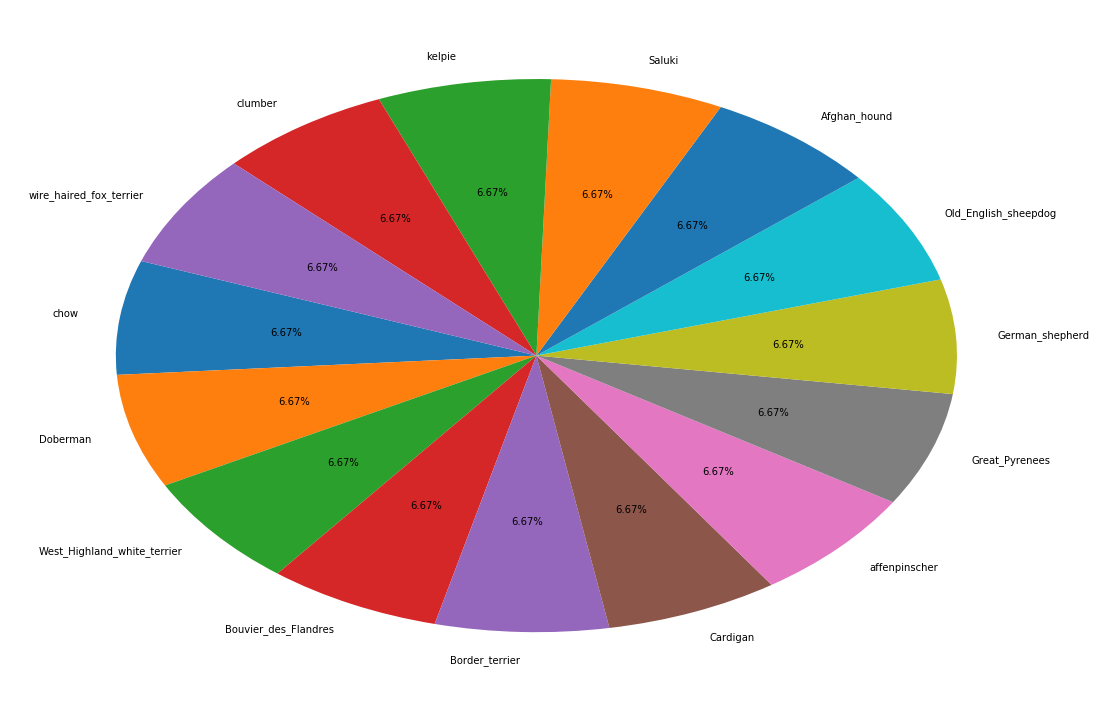 kelpie
Saluki
clumber
Afghan_hound
6.67%
6.67%
wire_haired_fox_terrier
6.67%
6.67%
Old_English_sheepdog
6.67%
6.67%
chow
6.67%
6.67%
German_shepherd
Doberman
6.67%
6.67%
Great_Pyrenees
6.67%
6.67%
6.67%
6.67%
6.67%
West_Highland_white_terrier
affenpinscher
Bouvier_des_Flandres
Cardigan
Border_terrier